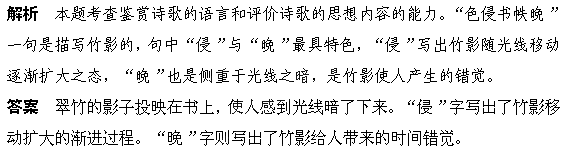 解析　本题考查鉴赏诗歌的语言和评价诗歌的思想内容的能力。“色侵书帙晚”
一句是描写竹影的，句中“侵”与“晚”最具特色，“侵”写出竹影随光线移动
逐渐扩大之态，“晚”也是侧重于光线之暗，是竹影使人产生的错觉。
答案　翠竹的影子投映在书上，使人感到光线暗了下来。“侵”字写出了竹影移
动扩大的渐进过程。“晚”字则写出了竹影给人带来的时间错觉。